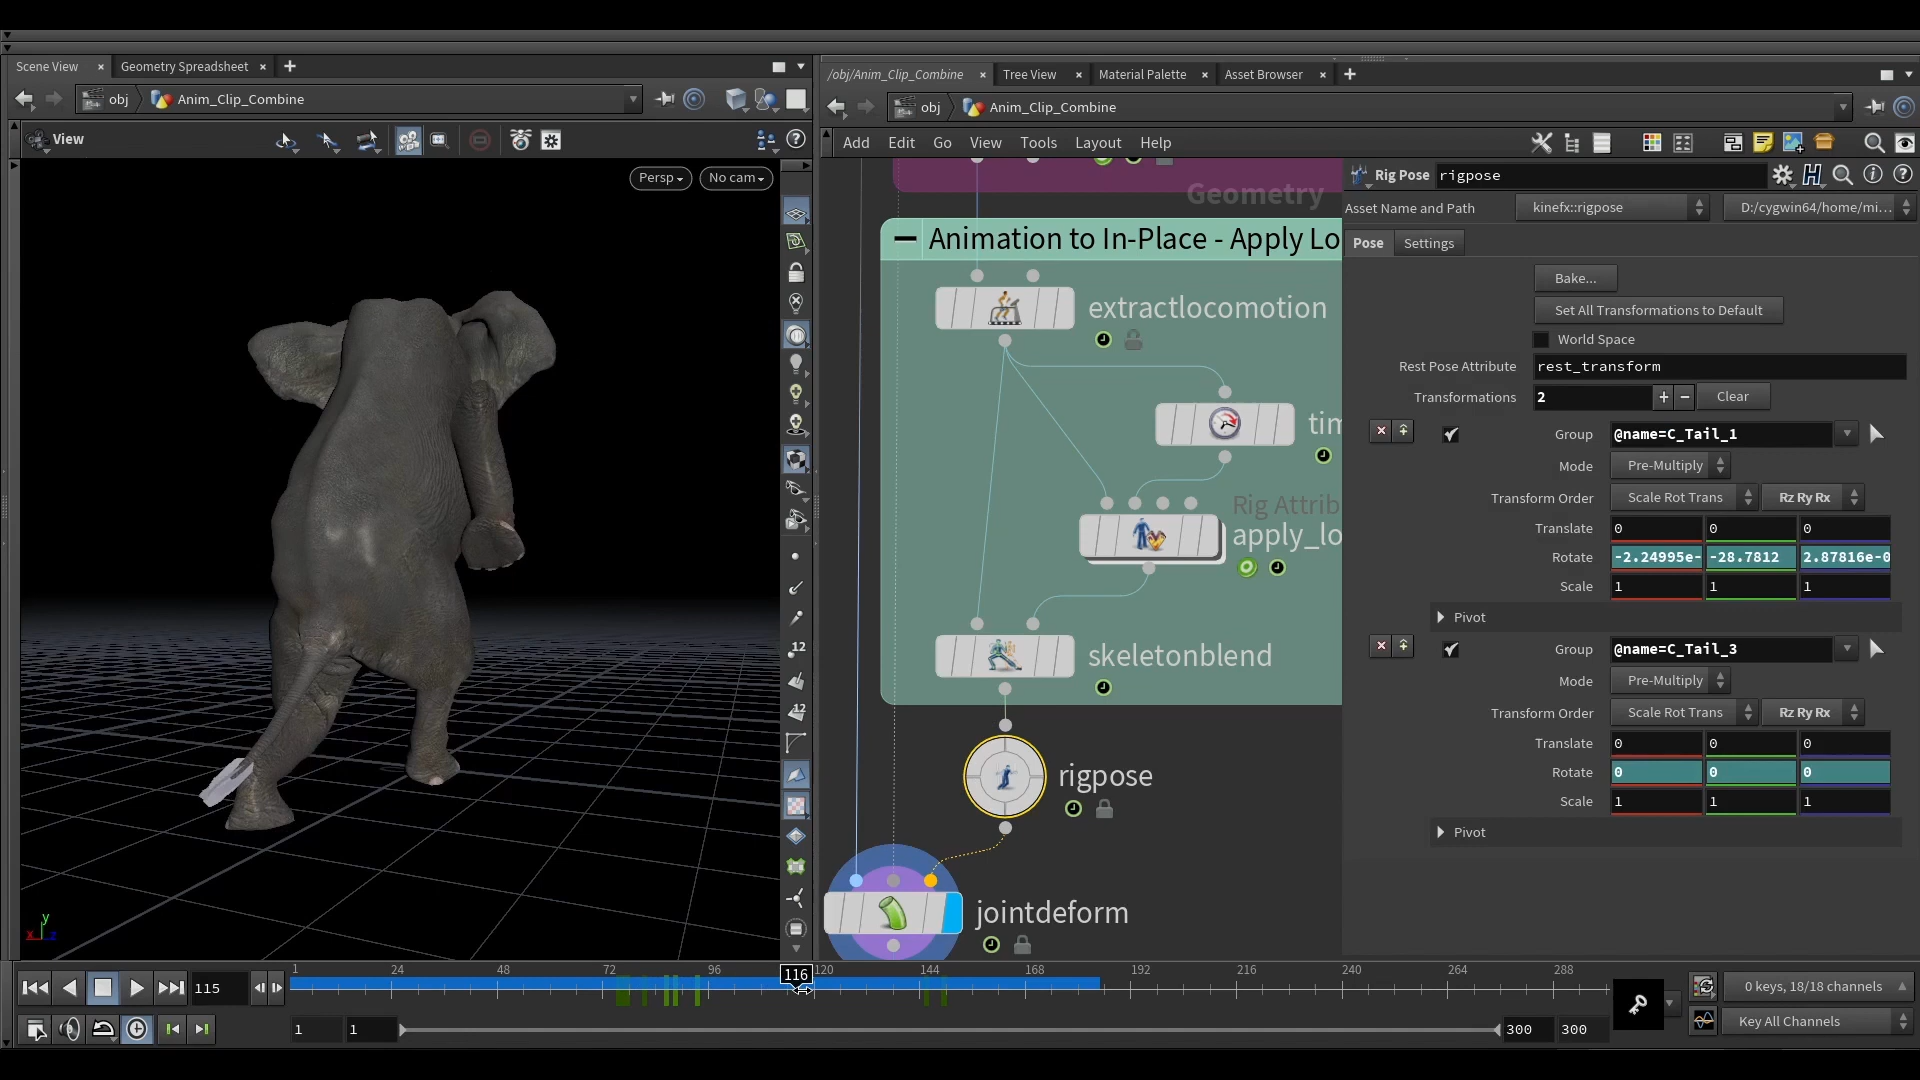 Scene View × Geometry Spreadsheet × +
obj Anim_Clip_Combine
View
Persp No cam
12
12
y
x z
/obj/Anim_Clip_Combine × Tree View × Material Palette × Asset Browser × +
obj Anim_Clip_Combine
Add Edit Go View Tools Layout Help
Geometry
Animation to In-Place - Apply Lo
extractlocomotion
tim
Rig Attrib
apply_lo
skeletonblend
rigpose
jointdeform
Rig Pose rigpose
Asset Name and Path kinefx::rigpose D:/cygwin64/home/mi...
Pose Settings
Bake...
Set All Transformations to Default
World Space
Rest Pose Attribute rest_transform
Transformations 2 + − Clear
Group @name=C_Tail_1
Mode Pre-Multiply
Transform Order Scale Rot Trans Rz Ry Rx
Translate 0 0 0
Rotate -2.24995e- -28.7812 2.87816e-0
Scale 1 1 1
Pivot
Group @name=C_Tail_3
Mode Pre-Multiply
Transform Order Scale Rot Trans Rz Ry Rx
Translate 0 0 0
Rotate 0 0 0
Scale 1 1 1
Pivot
115 1 24 48 72 96 116 120 144 168 192 216 240 264 288
0 keys, 18/18 channels
1 1 300 300
Key All Channels